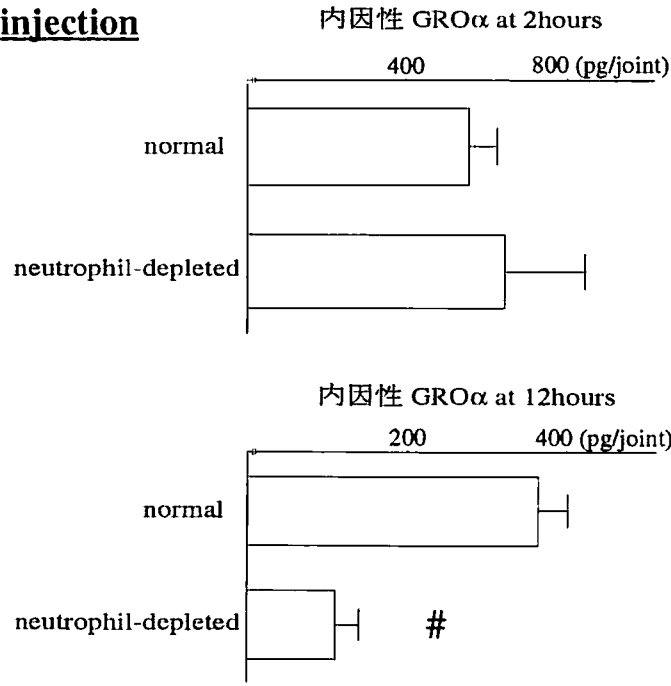 injection
内因性 GROα at 2hours
400 800 (pg/joint)
normal
neutrophil-depleted
内因性 GROα at 12hours
200 400 (pg/joint)
normal
neutrophil-depleted #